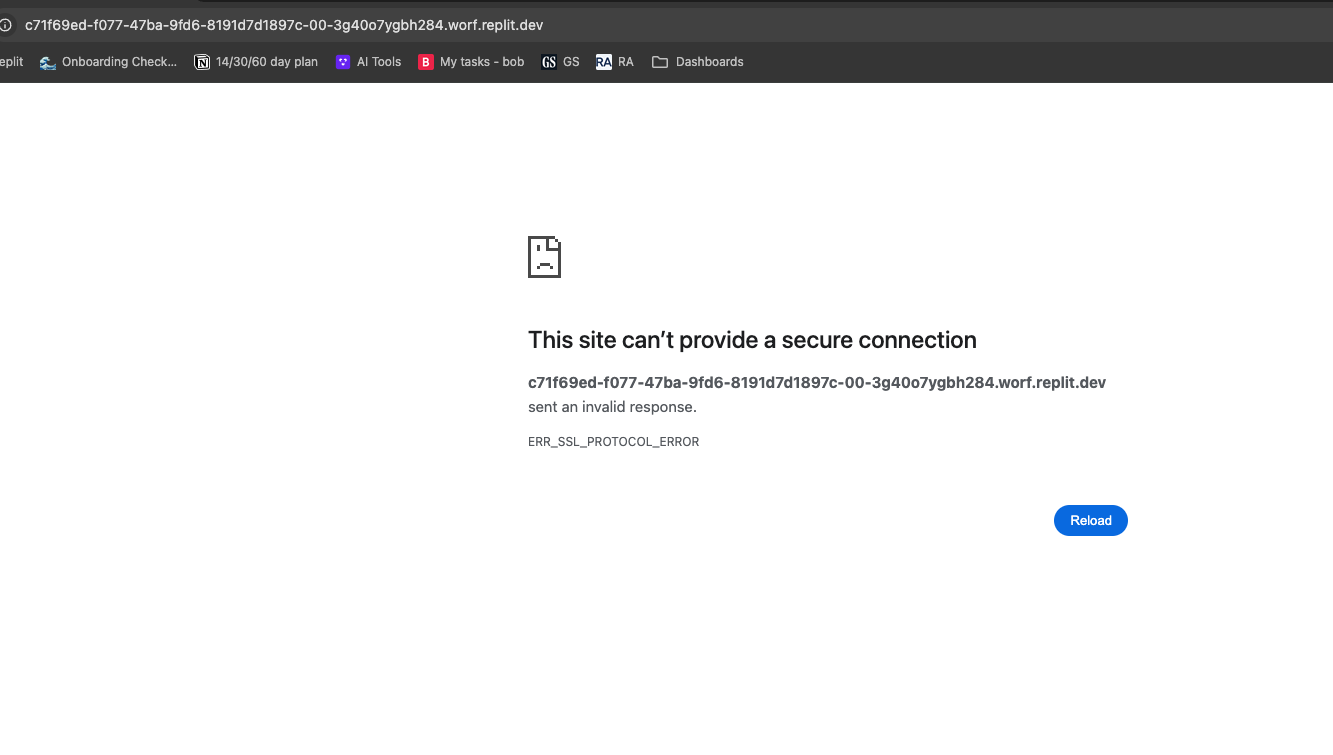 c71f69ed-f077-47ba-9fd6-8191d7d1897c-00-3g40o7ygbh284.worf.replit.dev
eplit Onboarding Check... 14/30/60 day plan AI Tools B My tasks - bob GS GS RA RA Dashboards
This site can’t provide a secure connection
c71f69ed-f077-47ba-9fd6-8191d7d1897c-00-3g40o7ygbh284.worf.replit.dev
sent an invalid response.
ERR_SSL_PROTOCOL_ERROR
Reload